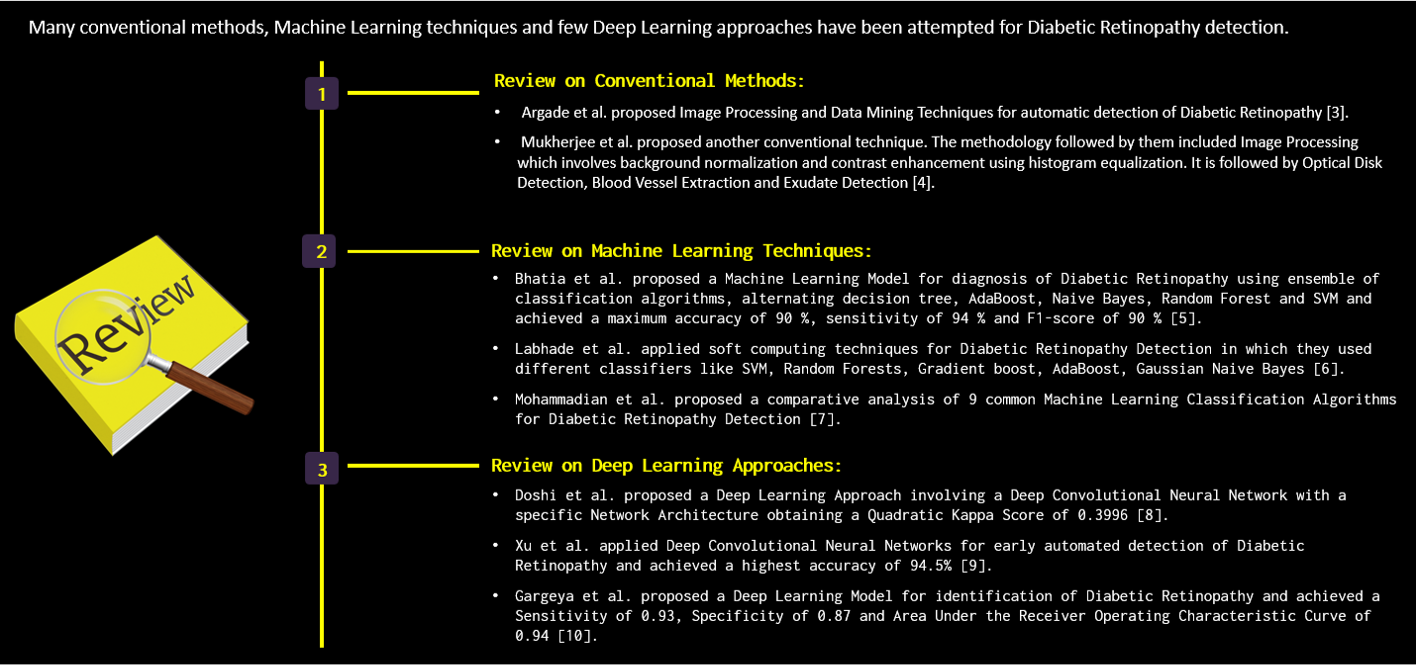 Many conventional methods, Machine Learning techniques and few Deep Learning approaches have been attempted for Diabetic Retinopathy detection.
1
Review on Conventional Methods:
• Argade et al. proposed Image Processing and Data Mining Techniques for automatic detection of Diabetic Retinopathy [3].
• Mukherjee et al. proposed another conventional technique. The methodology followed by them included Image Processing
which involves background normalization and contrast enhancement using histogram equalization. It is followed by Optical Disk
Detection, Blood Vessel Extraction and Exudate Detection [4].
2
Review on Machine Learning Techniques:
• Bhatia et al. proposed a Machine Learning Model for diagnosis of Diabetic Retinopathy using ensemble of
classification algorithms, alternating decision tree, AdaBoost, Naive Bayes, Random Forest and SVM and
achieved a maximum accuracy of 90 %, sensitivity of 94 % and F1-score of 90 % [5].
• Labhade et al. applied soft computing techniques for Diabetic Retinopathy Detection in which they used
different classifiers like SVM, Random Forests, Gradient boost, AdaBoost, Gaussian Naive Bayes [6].
• Mohammadian et al. proposed a comparative analysis of 9 common Machine Learning Classification Algorithms
for Diabetic Retinopathy Detection [7].
Review
3
Review on Deep Learning Approaches:
• Doshi et al. proposed a Deep Learning Approach involving a Deep Convolutional Neural Network with a
specific Network Architecture obtaining a Quadratic Kappa Score of 0.3996 [8].
• Xu et al. applied Deep Convolutional Neural Networks for early automated detection of Diabetic
Retinopathy and achieved a highest accuracy of 94.5% [9].
• Gargeya et al. proposed a Deep Learning Model for identification of Diabetic Retinopathy and achieved a
Sensitivity of 0.93, Specificity of 0.87 and Area Under the Receiver Operating Characteristic Curve of
0.94 [10].